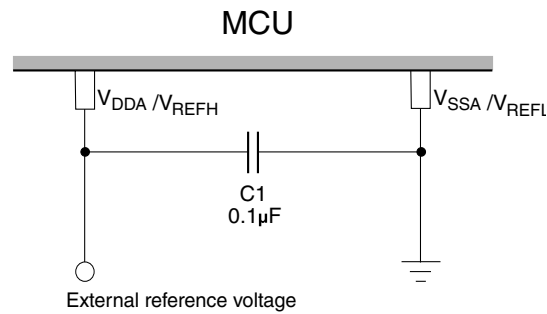 MCU
VDDA /VREFH
VSSA /VREFL
C1
0.1µF
External reference voltage